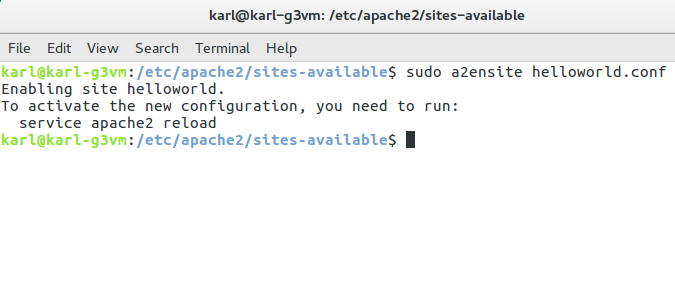 karl@karl-g3vm: /etc/apache2/sites-available
File Edit View Search Terminal Help
karl@karl-g3vm:/etc/apache2/sites-available$ sudo a2ensite helloworld.conf
Enabling site helloworld.
To activate the new configuration, you need to run:
  service apache2 reload
karl@karl-g3vm:/etc/apache2/sites-available$